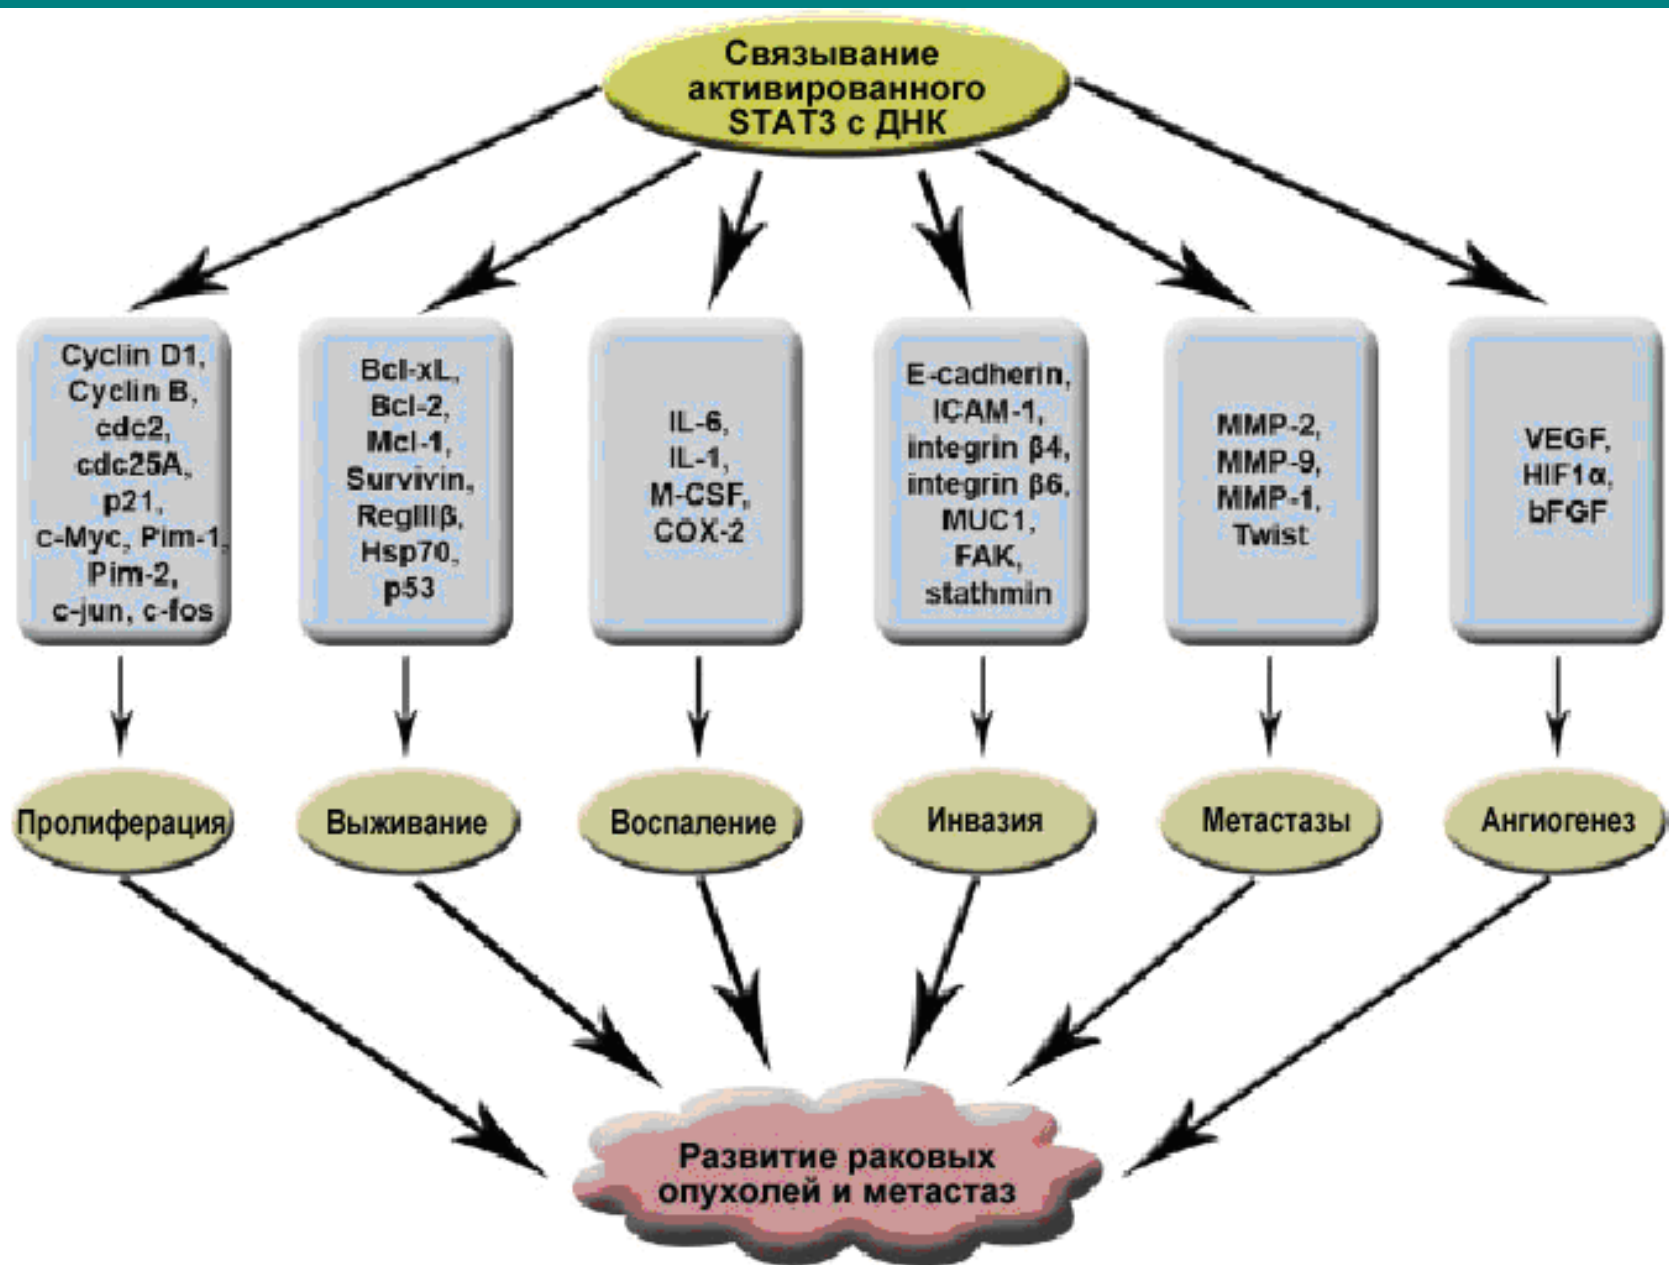 Связывание
активированного
STAT3 с ДНК
Cyclin D1,
Cyclin B,
cdc2,
cdc25A,
p21,
c-Myc, Pim-1,
Pim-2,
c-jun, c-fos
Bcl-xL,
Bcl-2,
Mcl-1,
Survivin,
RegIIIβ,
Hsp70,
p53
IL-6,
IL-1,
M-CSF,
COX-2
E-cadherin,
ICAM-1,
integrin β4,
integrin β6,
MUC1,
FAK,
stathmin
MMP-2,
MMP-9,
MMP-1,
Twist
VEGF,
HIF1α,
bFGF
Пролиферация
Выживание
Воспаление
Инвазия
Метастазы
Ангиогенез
Развитие раковых
опухолей и метастаз